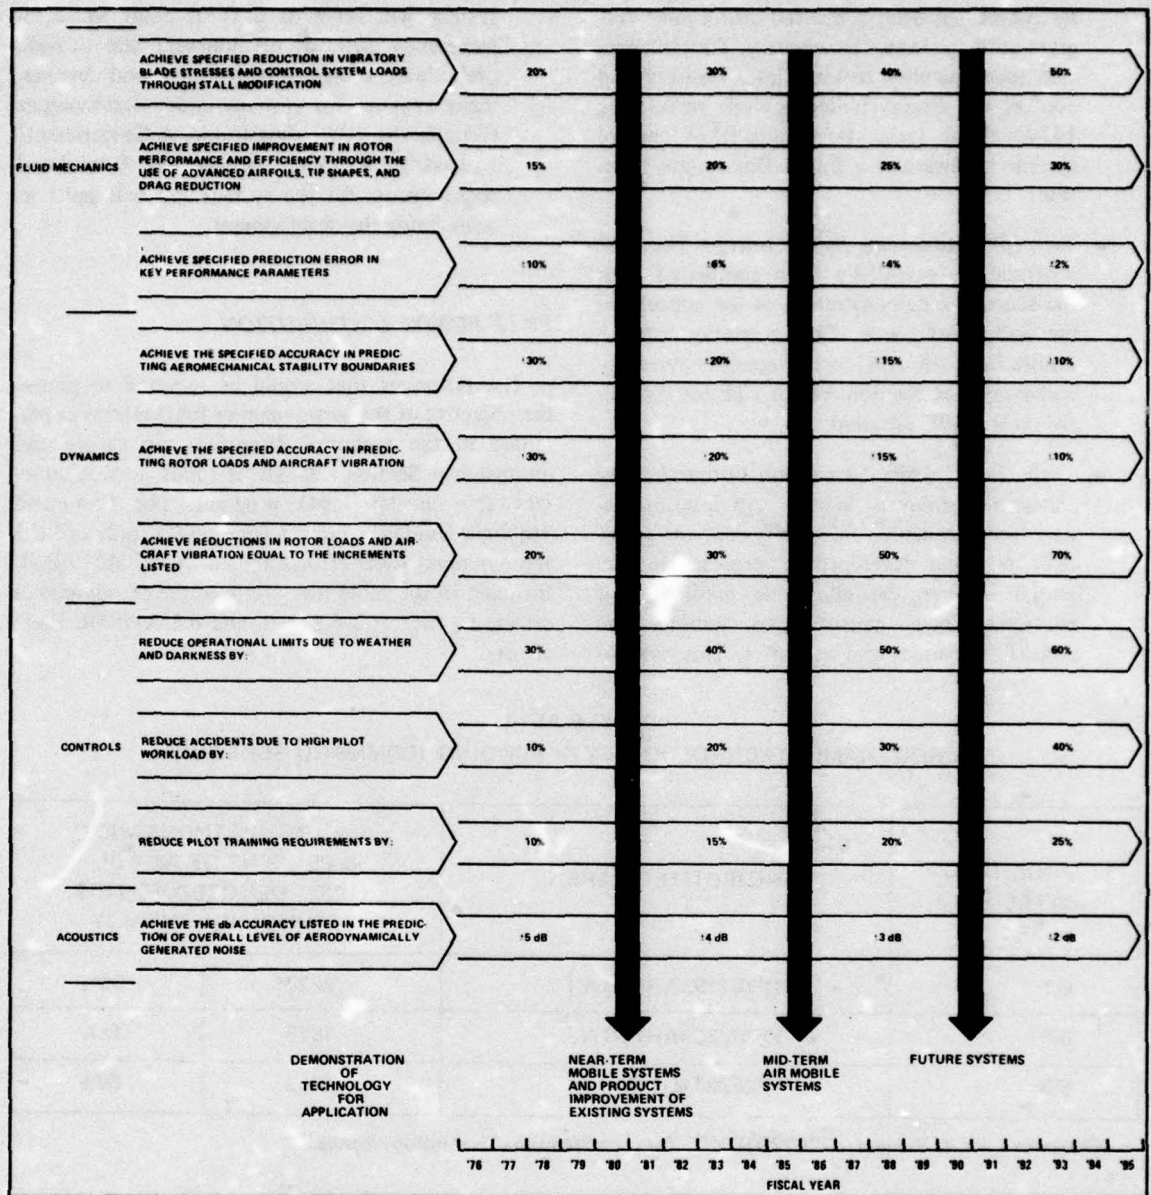 ACHIEVE SPECIFIED REDUCTION IN VIBRATORY
BLADE STRESSES AND CONTROL SYSTEM LOADS
THROUGH STALL MODIFICATION
20% 30% 40% 50%
FLUID MECHANICS
ACHIEVE SPECIFIED IMPROVEMENT IN ROTOR
PERFORMANCE AND EFFICIENCY THROUGH THE
USE OF ADVANCED AIRFOILS, TIP SHAPES, AND
DRAG REDUCTION
15% 20% 25% 30%
ACHIEVE SPECIFIED PREDICTION ERROR IN
KEY PERFORMANCE PARAMETERS
±10% ±6% ±4% ±2%
ACHIEVE THE SPECIFIED ACCURACY IN PREDIC-
TING AEROMECHANICAL STABILITY BOUNDARIES
±30% ±20% ±15% ±10%
DYNAMICS
ACHIEVE THE SPECIFIED ACCURACY IN PREDIC-
TING ROTOR LOADS AND AIRCRAFT VIBRATION
±30% ±20% ±15% ±10%
ACHIEVE REDUCTIONS IN ROTOR LOADS AND AIR-
CRAFT VIBRATION EQUAL TO THE INCREMENTS
LISTED
20% 30% 50% 70%
REDUCE OPERATIONAL LIMITS DUE TO WEATHER
AND DARKNESS BY:
30% 40% 50% 60%
CONTROLS
REDUCE ACCIDENTS DUE TO HIGH PILOT
WORKLOAD BY:
10% 20% 30% 40%
REDUCE PILOT TRAINING REQUIREMENTS BY:
10% 15% 20% 25%
ACOUSTICS
ACHIEVE THE db ACCURACY LISTED IN THE PREDIC-
TION OF OVERALL LEVEL OF AERODYNAMICALLY
GENERATED NOISE
±5 dB ±4 dB ±3 dB ±2 dB
DEMONSTRATION
OF
TECHNOLOGY
FOR
APPLICATION
NEAR-TERM
MOBILE SYSTEMS
AND PRODUCT
IMPROVEMENT OF
EXISTING SYSTEMS
MID-TERM
AIR MOBILE
SYSTEMS
FUTURE SYSTEMS
'76 '77 '78 '79 '80 '81 '82 '83 '84 '85 '86 '87 '88 '89 '90 '91 '92 '93 '94 '95
FISCAL YEAR